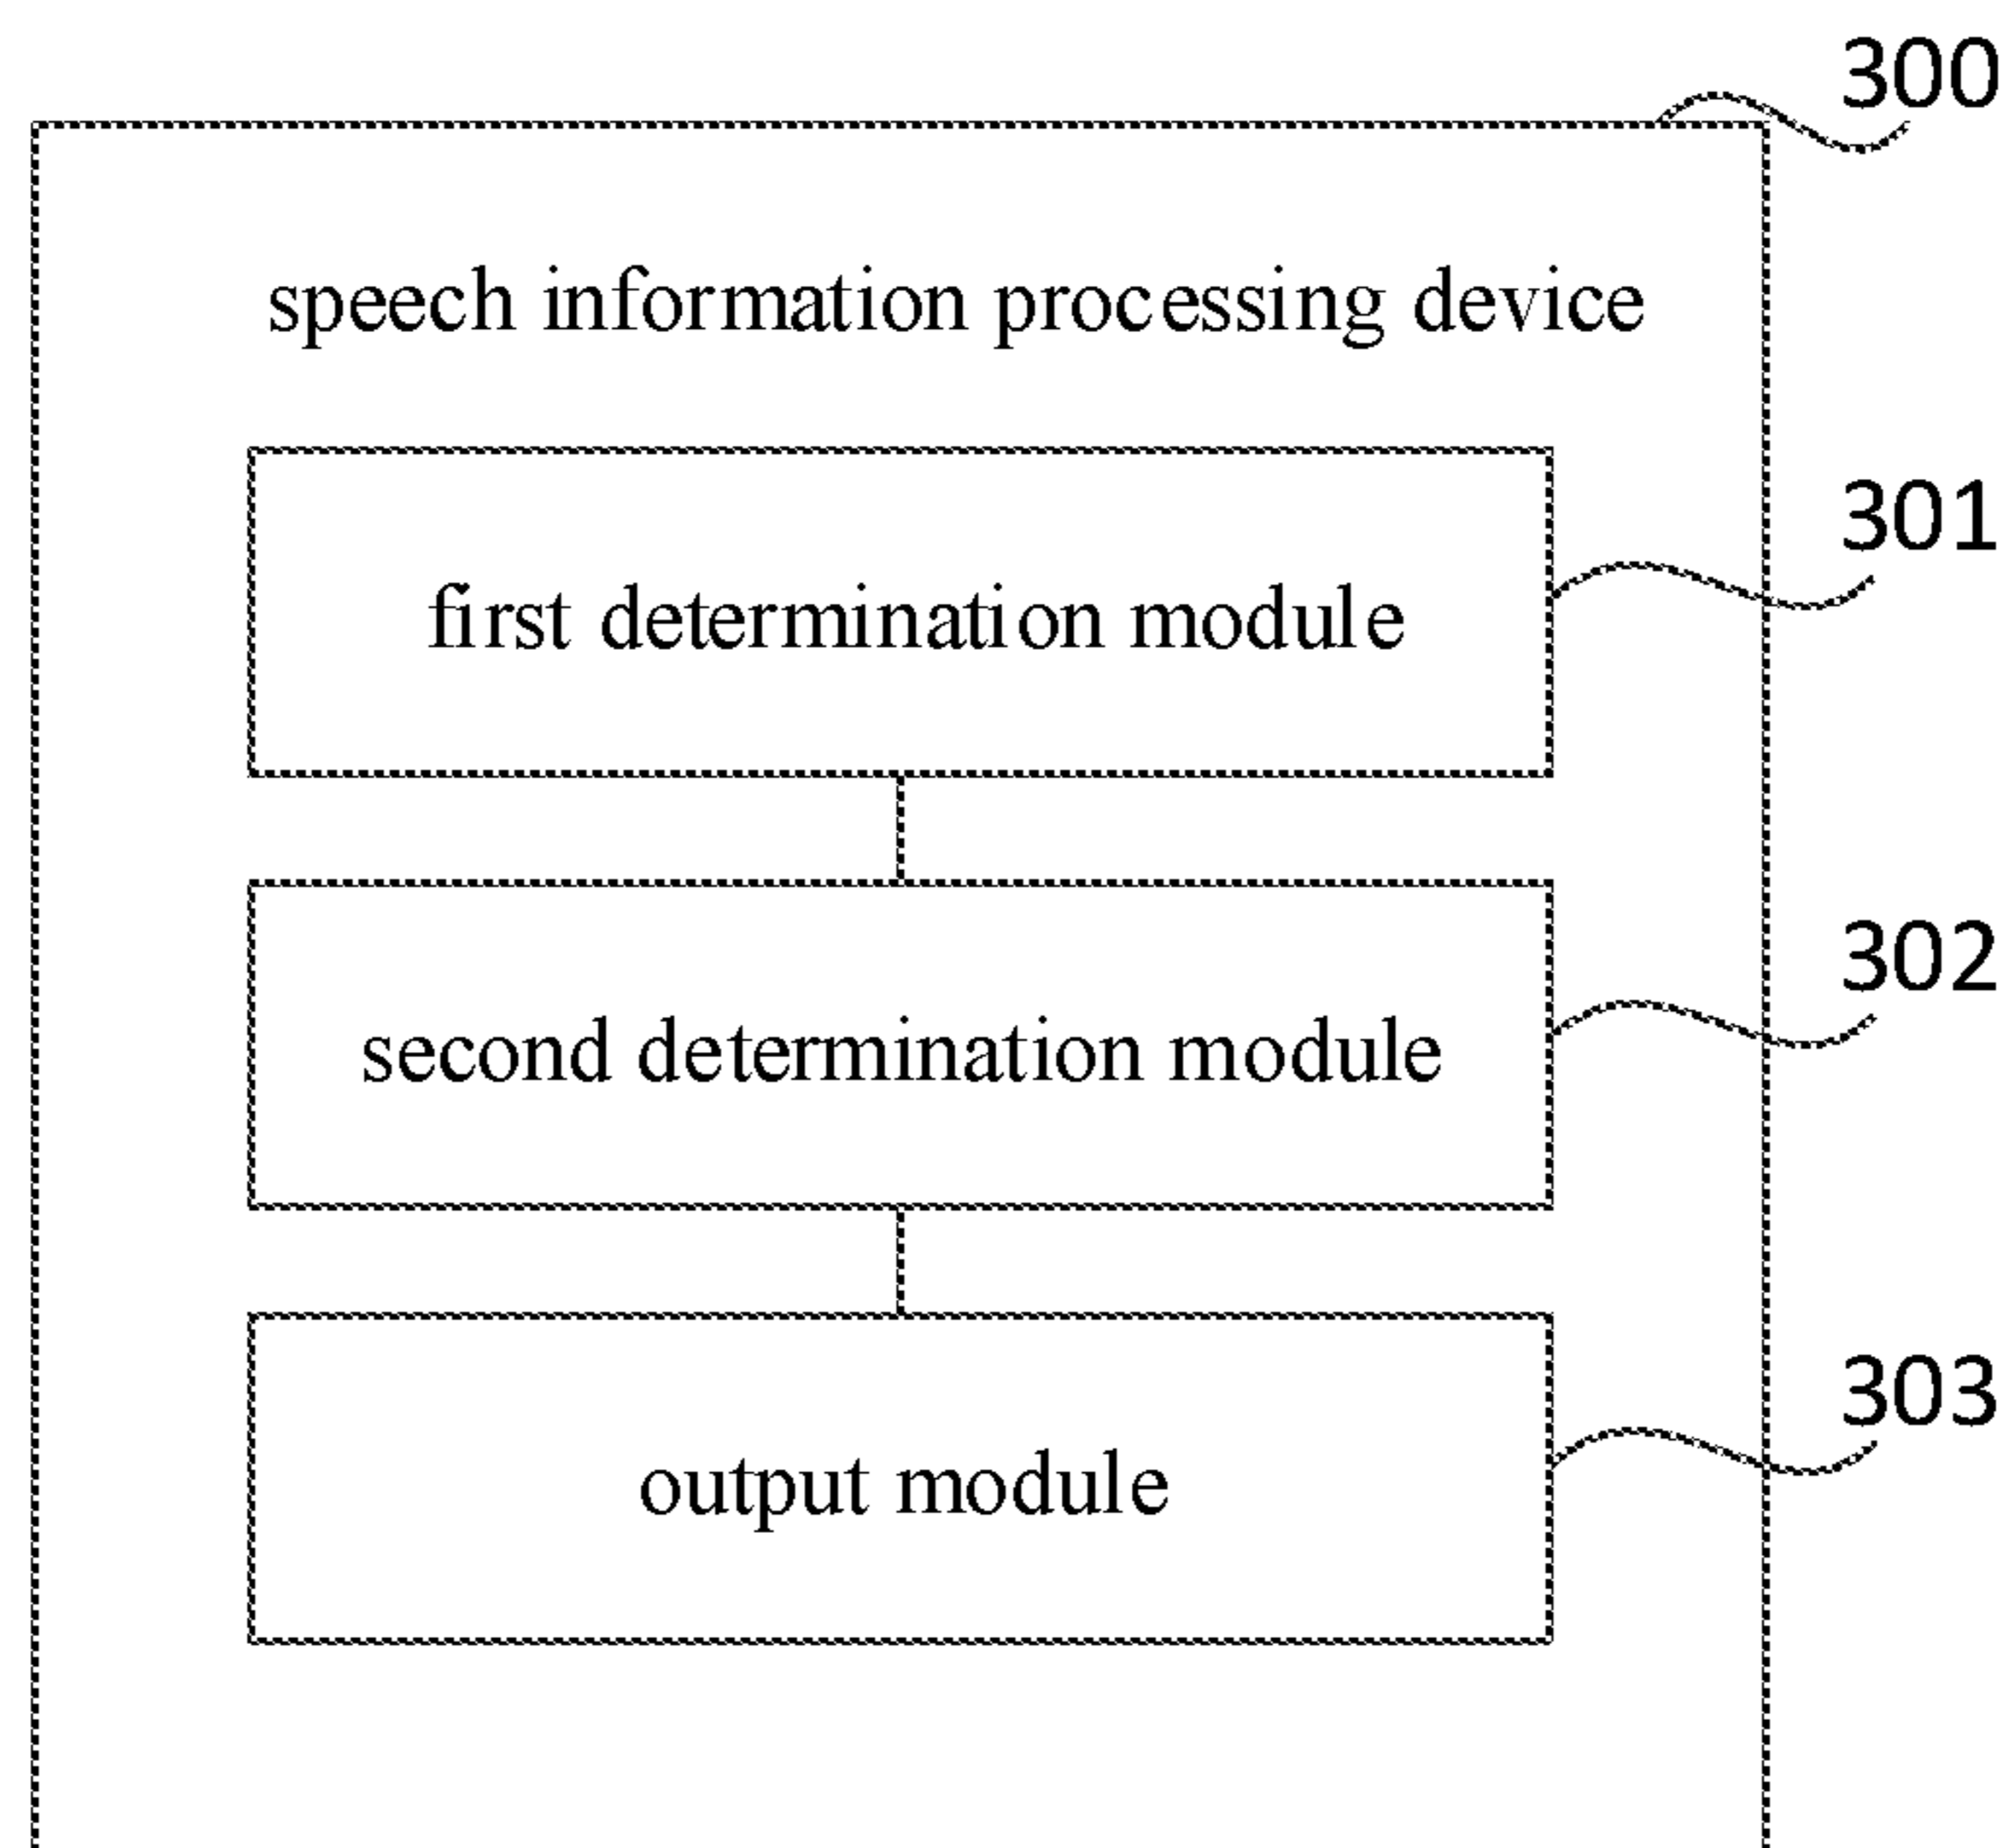 300
speech information processing device
301
first determination module
302
second determination module
303
output module